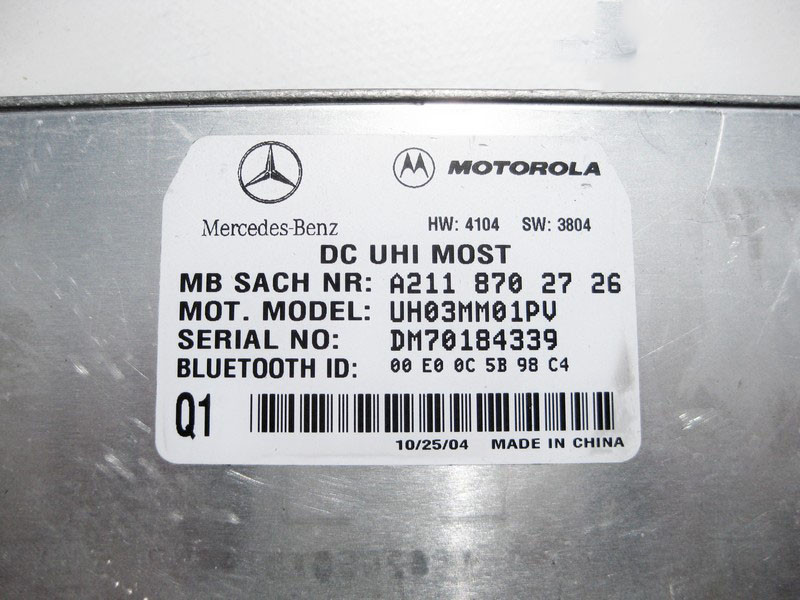 MOTOROLA
Mercedes-Benz HW: 4104 SW: 3804
DC UHI MOST
MB SACH NR: A211 870 27 26
MOT. MODEL: UH03MM01PV
SERIAL NO: DM70184339
BLUETOOTH ID: 00 E0 0C 5B 98 C4
Q1
10/25/04 MADE IN CHINA